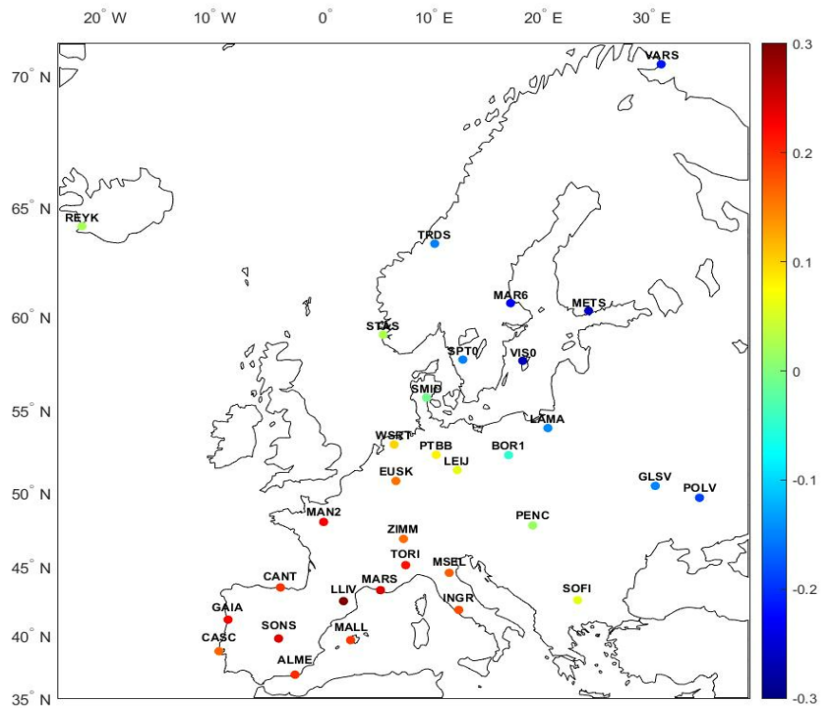 20° W 10° W 0° 10° E 20° E 30° E
0.3
VARS
70° N
0.2
65° N
REYK
TRDS
MAR6 METS
60° N
0.1
STAS
SPT0 VIS0
SMID
55° N
LAMA
0
WSRT PTBB BOR1
LEIJ
EUSK
50° N
GLSV
POLV
MAN2
PENC
-0.1
ZIMM
TORI
45° N
MSEL
CANT
MARS
LLIV
SOFI
INGR
-0.2
GAIA
SONS
MALL
40° N
CASC
ALME
35° N
-0.3